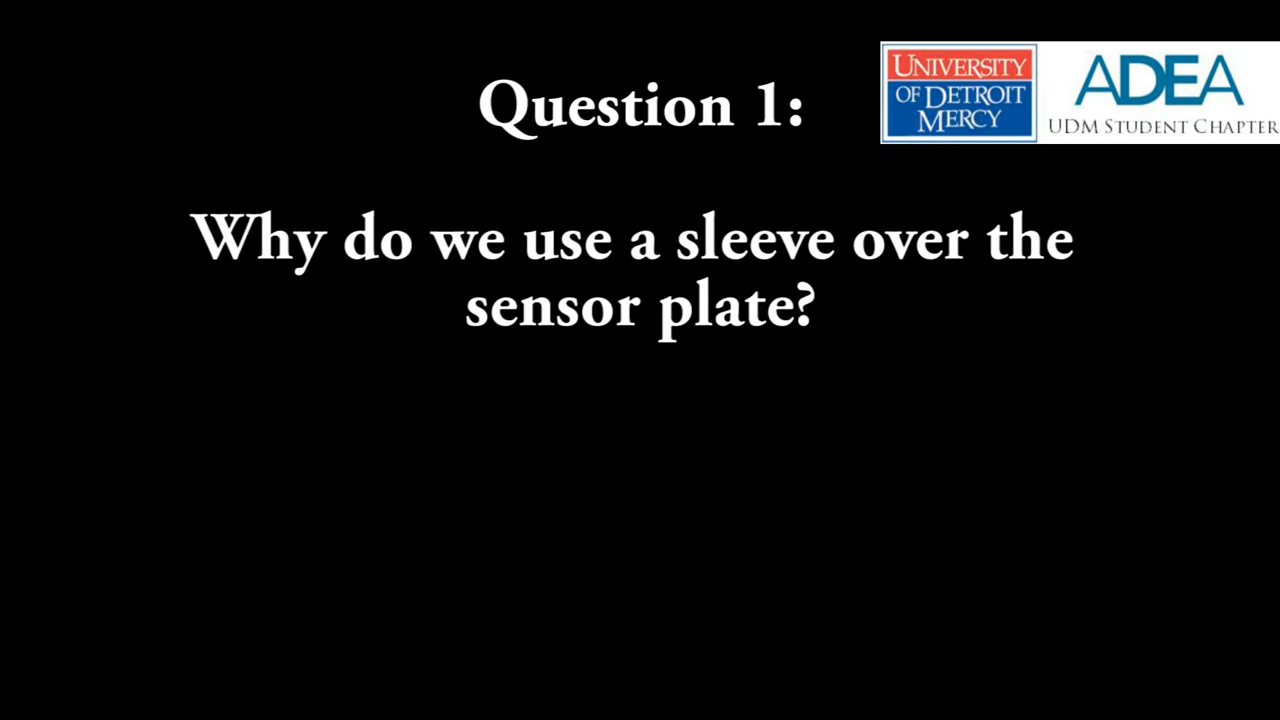 Question 1:
UNIVERSITY
OF DETROIT
MERCY
ADEA
UDM STUDENT CHAPTER
Why do we use a sleeve over the
sensor plate?